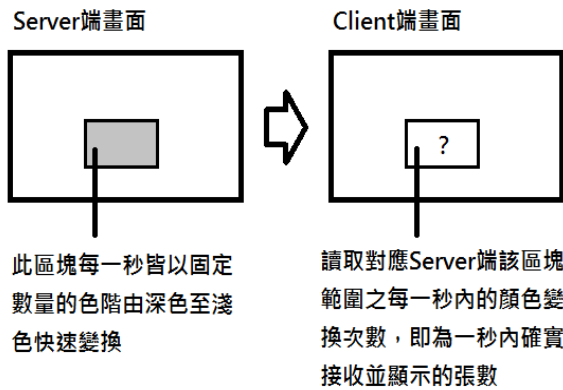 Server端畫面
Client端畫面
?
此區塊每一秒皆以固定
數量的色階由深色至淺
色快速變換
讀取對應Server端該區塊
範圍之每一秒內的顏色變
換次數，即為一秒內確實
接收並顯示的張數